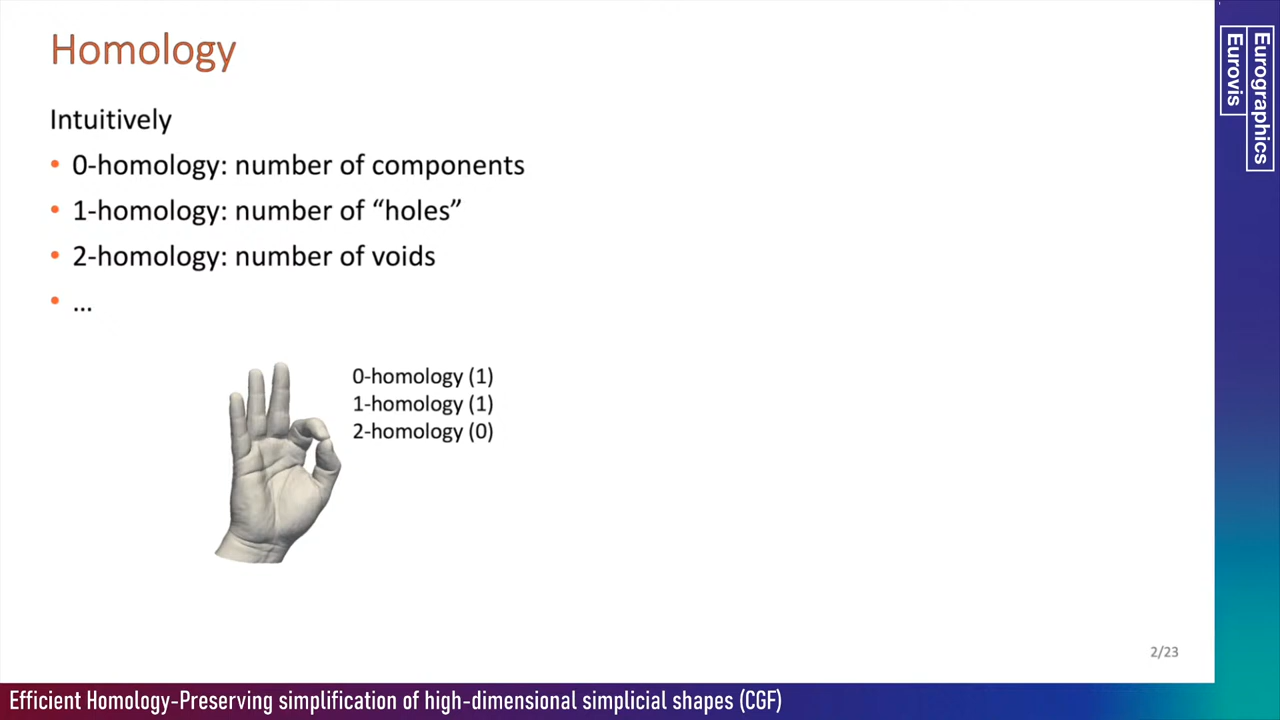 Homology
Intuitively
• 0-homology: number of components
• 1-homology: number of “holes”
• 2-homology: number of voids
• ...
0-homology (1)
1-homology (1)
2-homology (0)
2/23
Eurographics
Eurovis
Efficient Homology-Preserving simplification of high-dimensional simplicial shapes (CGF)